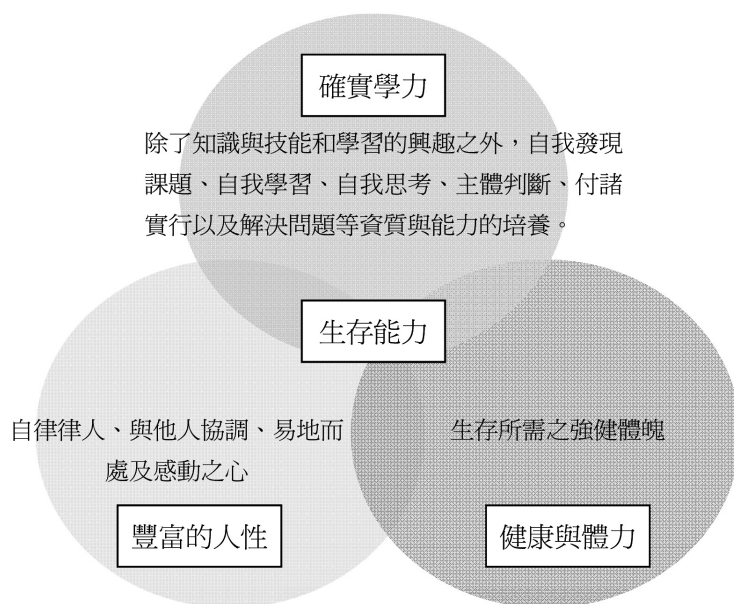 確實學力
除了知識與技能和學習的興趣之外，自我發現
課題、自我學習、自我思考、主體判斷、付諸
實行以及解決問題等資質與能力的培養。
生存能力
自律律人、與他人協調、易地而
處及感動之心
生存所需之強健體魄
豐富的人性
健康與體力